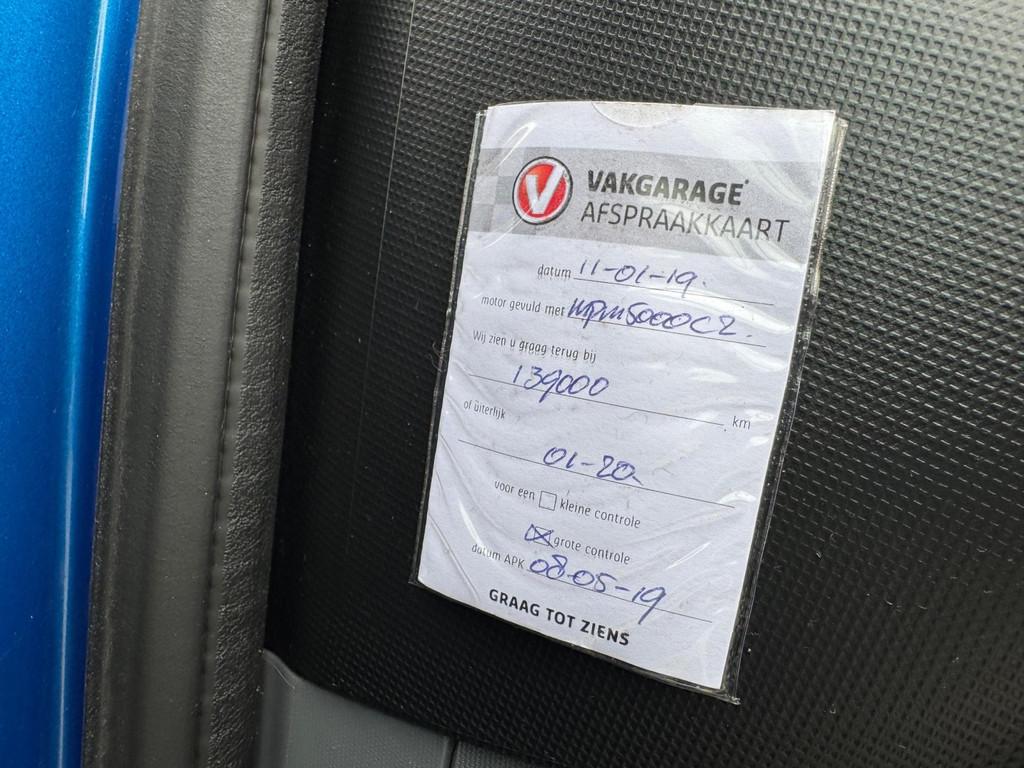 V
VAKGARAGE
AFSPRAAKKAART
datum 11-01-19.
motor gevuld met MPM5000C2.
Wij zien u graag terug bij
139000 km
of uiterlijk
01-20
voor een kleine controle
grote controle
datum APK 08-05-19
GRAAG TOT ZIENS